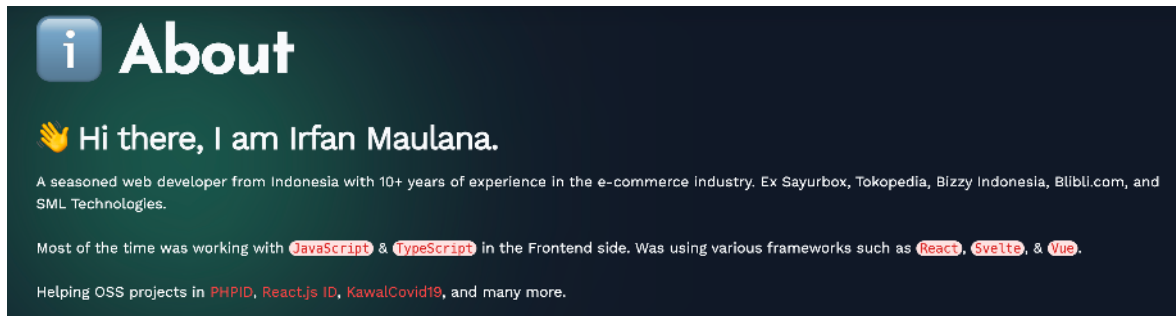 ℹ️ About
👋 Hi there, I am Irfan Maulana.
A seasoned web developer from Indonesia with 10+ years of experience in the e-commerce industry. Ex Sayurbox, Tokopedia, Bizzy Indonesia, Blibli.com, and
SML Technologies.
Most of the time was working with JavaScript & TypeScript in the Frontend side. Was using various frameworks such as React, Svelte, & Vue.
Helping OSS projects in PHPID, React.js ID, KawalCovid19, and many more.